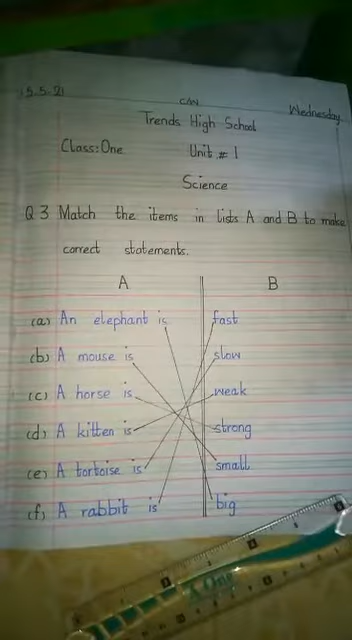 15.5.21 C.W Wednesday
Trends High School
Class:One Unit # 1
Science
Q 3 Match the items in lists A and B to make
correct statements.
A B
(a) An elephant is fast
(b) A mouse is slow
(c) A horse is weak
(d) A kitten is strong
(e) A tortoise is small
(f) A rabbit is big
A One